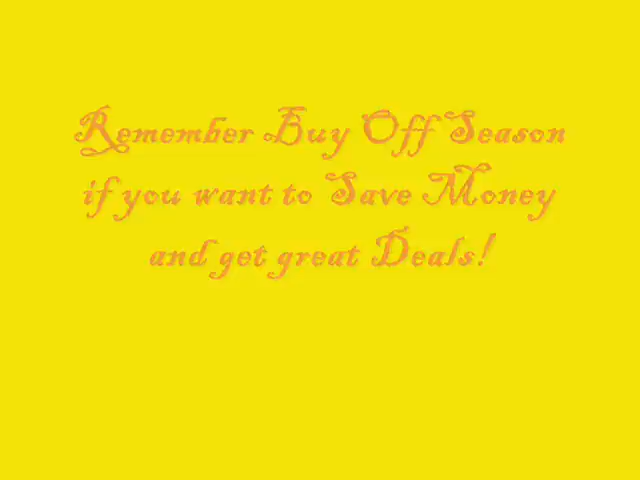 Remember Buy Off Season
if you want to Save Money
and get great Deals!